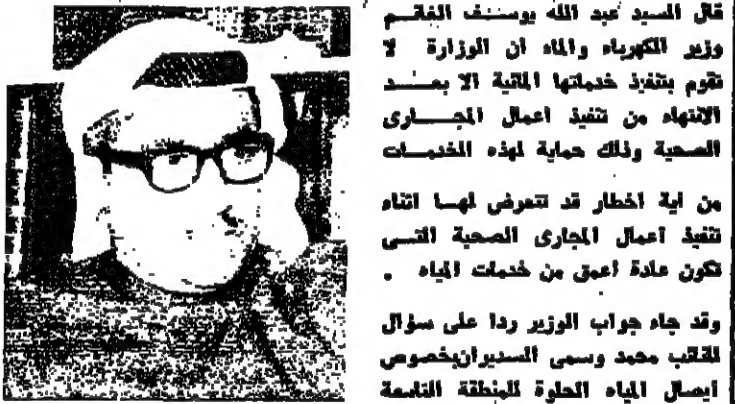 قال السيد عبد الله يوسف الغانم
وزير الكهرباء والماء ان الوزارة لا
تقوم بتنفيذ خدماتها المائية الا بعد
الانتهاء من تنفيذ اعمال المجارى
الصحية وذلك حماية لهذه الخدمات
من اية اخطار قد تتعرض لها اثناء
تنفيذ اعمال المجارى الصحية التى
تكون عادة اعمق من خدمات المياه .
وقد جاء جواب الوزير ردا على سؤال
للنائب محمد وسمى السديران بخصوص
ايصال المياه الحلوة للمنطقة التاسعة